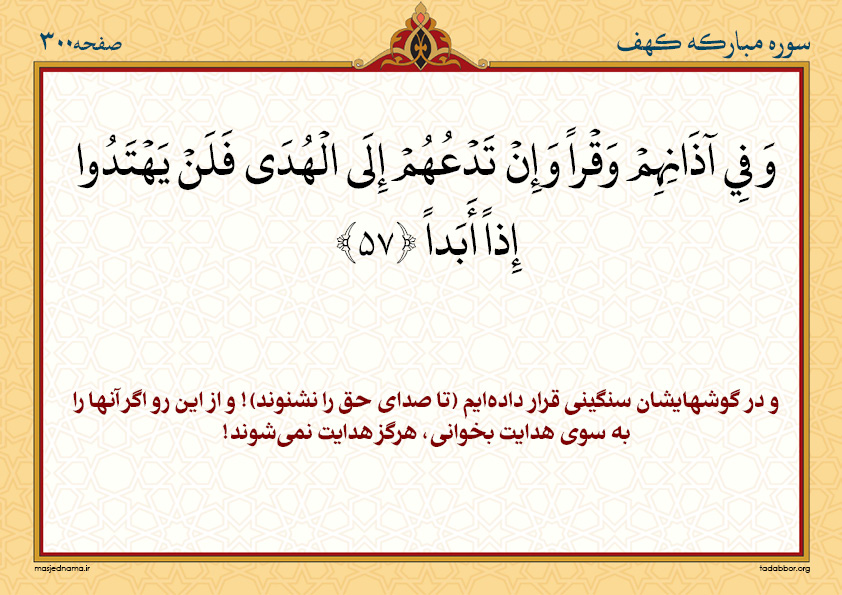 سوره مبارکه کهف
صفحه ۳۰۰
وَ فِي آذَانِهِمْ وَقْراً وَإِنْ تَدْعُهُمْ إِلَى الْهُدَى فَلَنْ يَهْتَدُوا
إِذاً أَبَداً ﴿۵۷﴾
و در گوشهایشان سنگینی قرار داده‌ایم (تا صدای حق را نشنوند)! و از این رو اگر آنها را
به سوی هدایت بخوانی، هرگز هدایت نمی‌شوند!
masjednama.ir
tadabbor.org